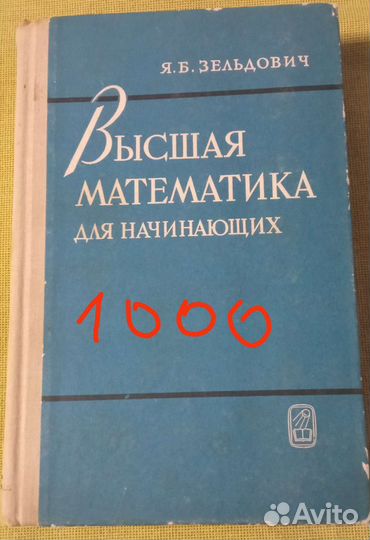 Я.Б. ЗЕЛЬДОВИЧ
ВЫСШАЯ
МАТЕМАТИКА
ДЛЯ НАЧИНАЮЩИХ
1000
Avito